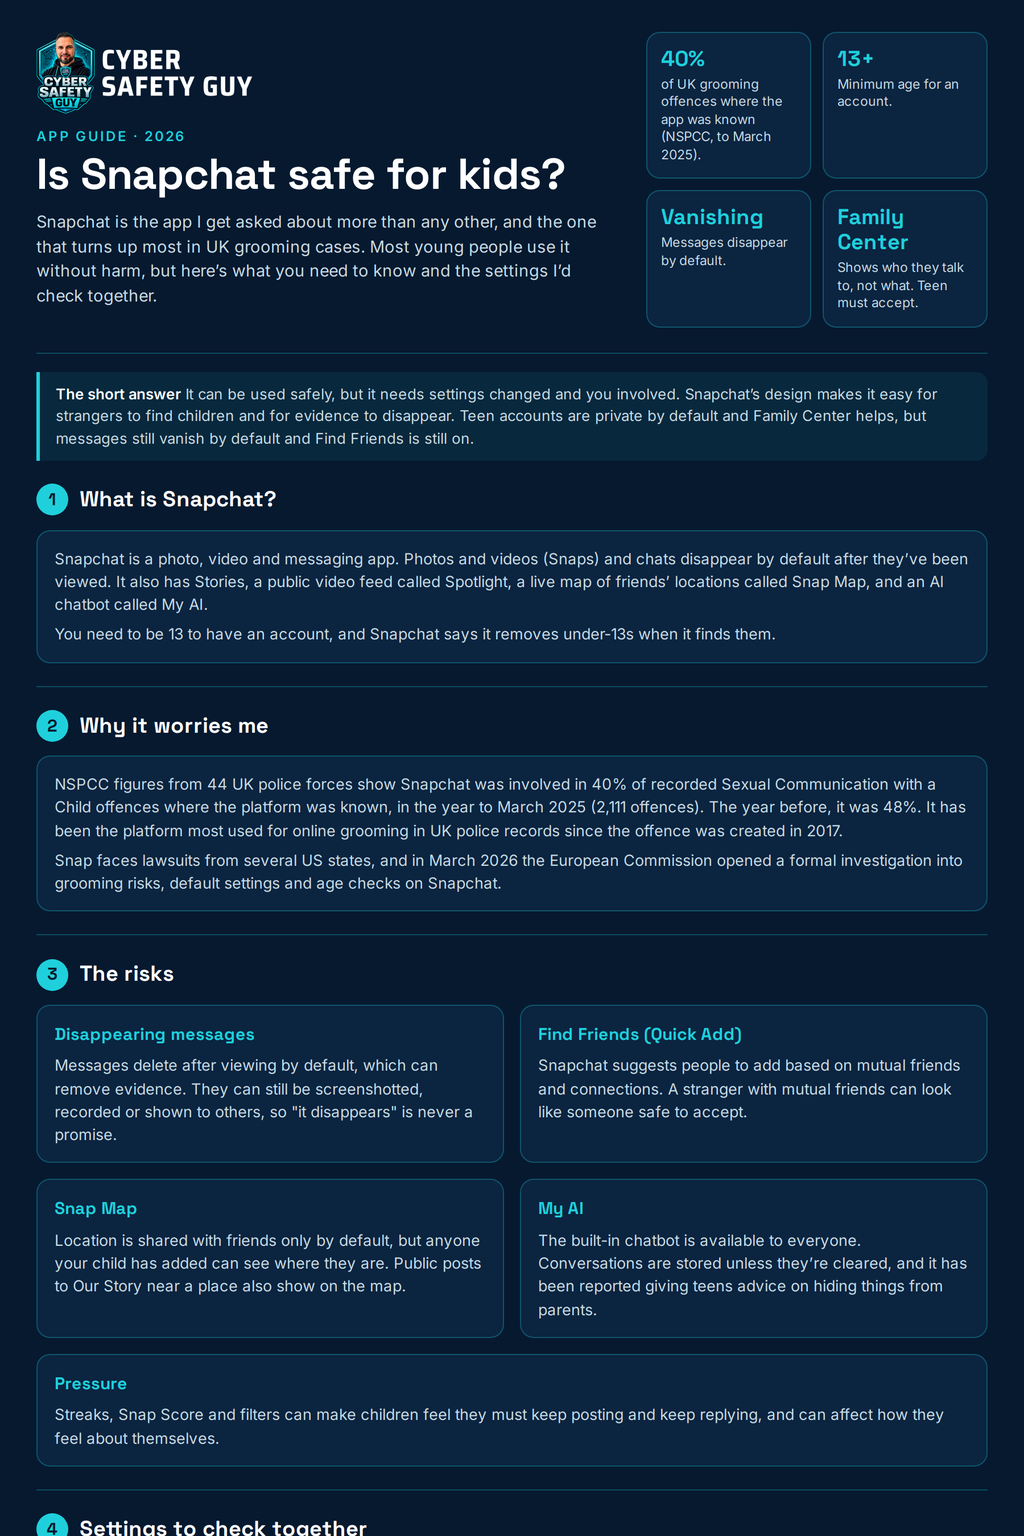 CYBER
SAFETY
GUY
CYBER
SAFETY GUY
APP GUIDE · 2026
Is Snapchat safe for kids?
Snapchat is the app I get asked about more than any other, and the one
that turns up most in UK grooming cases. Most young people use it
without harm, but here’s what you need to know and the settings I’d
check together.
40%
of UK grooming
offences where the
app was known
(NSPCC, to March
2025).
13+
Minimum age for an
account.
Vanishing
Messages disappear
by default.
Family
Center
Shows who they talk
to, not what. Teen
must accept.
The short answer It can be used safely, but it needs settings changed and you involved. Snapchat’s design makes it easy for
strangers to find children and for evidence to disappear. Teen accounts are private by default and Family Center helps, but
messages still vanish by default and Find Friends is still on.
1 What is Snapchat?
Snapchat is a photo, video and messaging app. Photos and videos (Snaps) and chats disappear by default after they’ve been
viewed. It also has Stories, a public video feed called Spotlight, a live map of friends’ locations called Snap Map, and an AI
chatbot called My AI.
You need to be 13 to have an account, and Snapchat says it removes under-13s when it finds them.
2 Why it worries me
NSPCC figures from 44 UK police forces show Snapchat was involved in 40% of recorded Sexual Communication with a
Child offences where the platform was known, in the year to March 2025 (2,111 offences). The year before, it was 48%. It has
been the platform most used for online grooming in UK police records since the offence was created in 2017.
Snap faces lawsuits from several US states, and in March 2026 the European Commission opened a formal investigation into
grooming risks, default settings and age checks on Snapchat.
3 The risks
Disappearing messages
Messages delete after viewing by default, which can
remove evidence. They can still be screenshotted,
recorded or shown to others, so "it disappears" is never a
promise.
Find Friends (Quick Add)
Snapchat suggests people to add based on mutual friends
and connections. A stranger with mutual friends can look
like someone safe to accept.
Snap Map
Location is shared with friends only by default, but anyone
your child has added can see where they are. Public posts
to Our Story near a place also show on the map.
My AI
The built-in chatbot is available to everyone.
Conversations are stored unless they’re cleared, and it has
been reported giving teens advice on hiding things from
parents.
Pressure
Streaks, Snap Score and filters can make children feel they must keep posting and keep replying, and can affect how they
feel about themselves.
4 Settings to check together